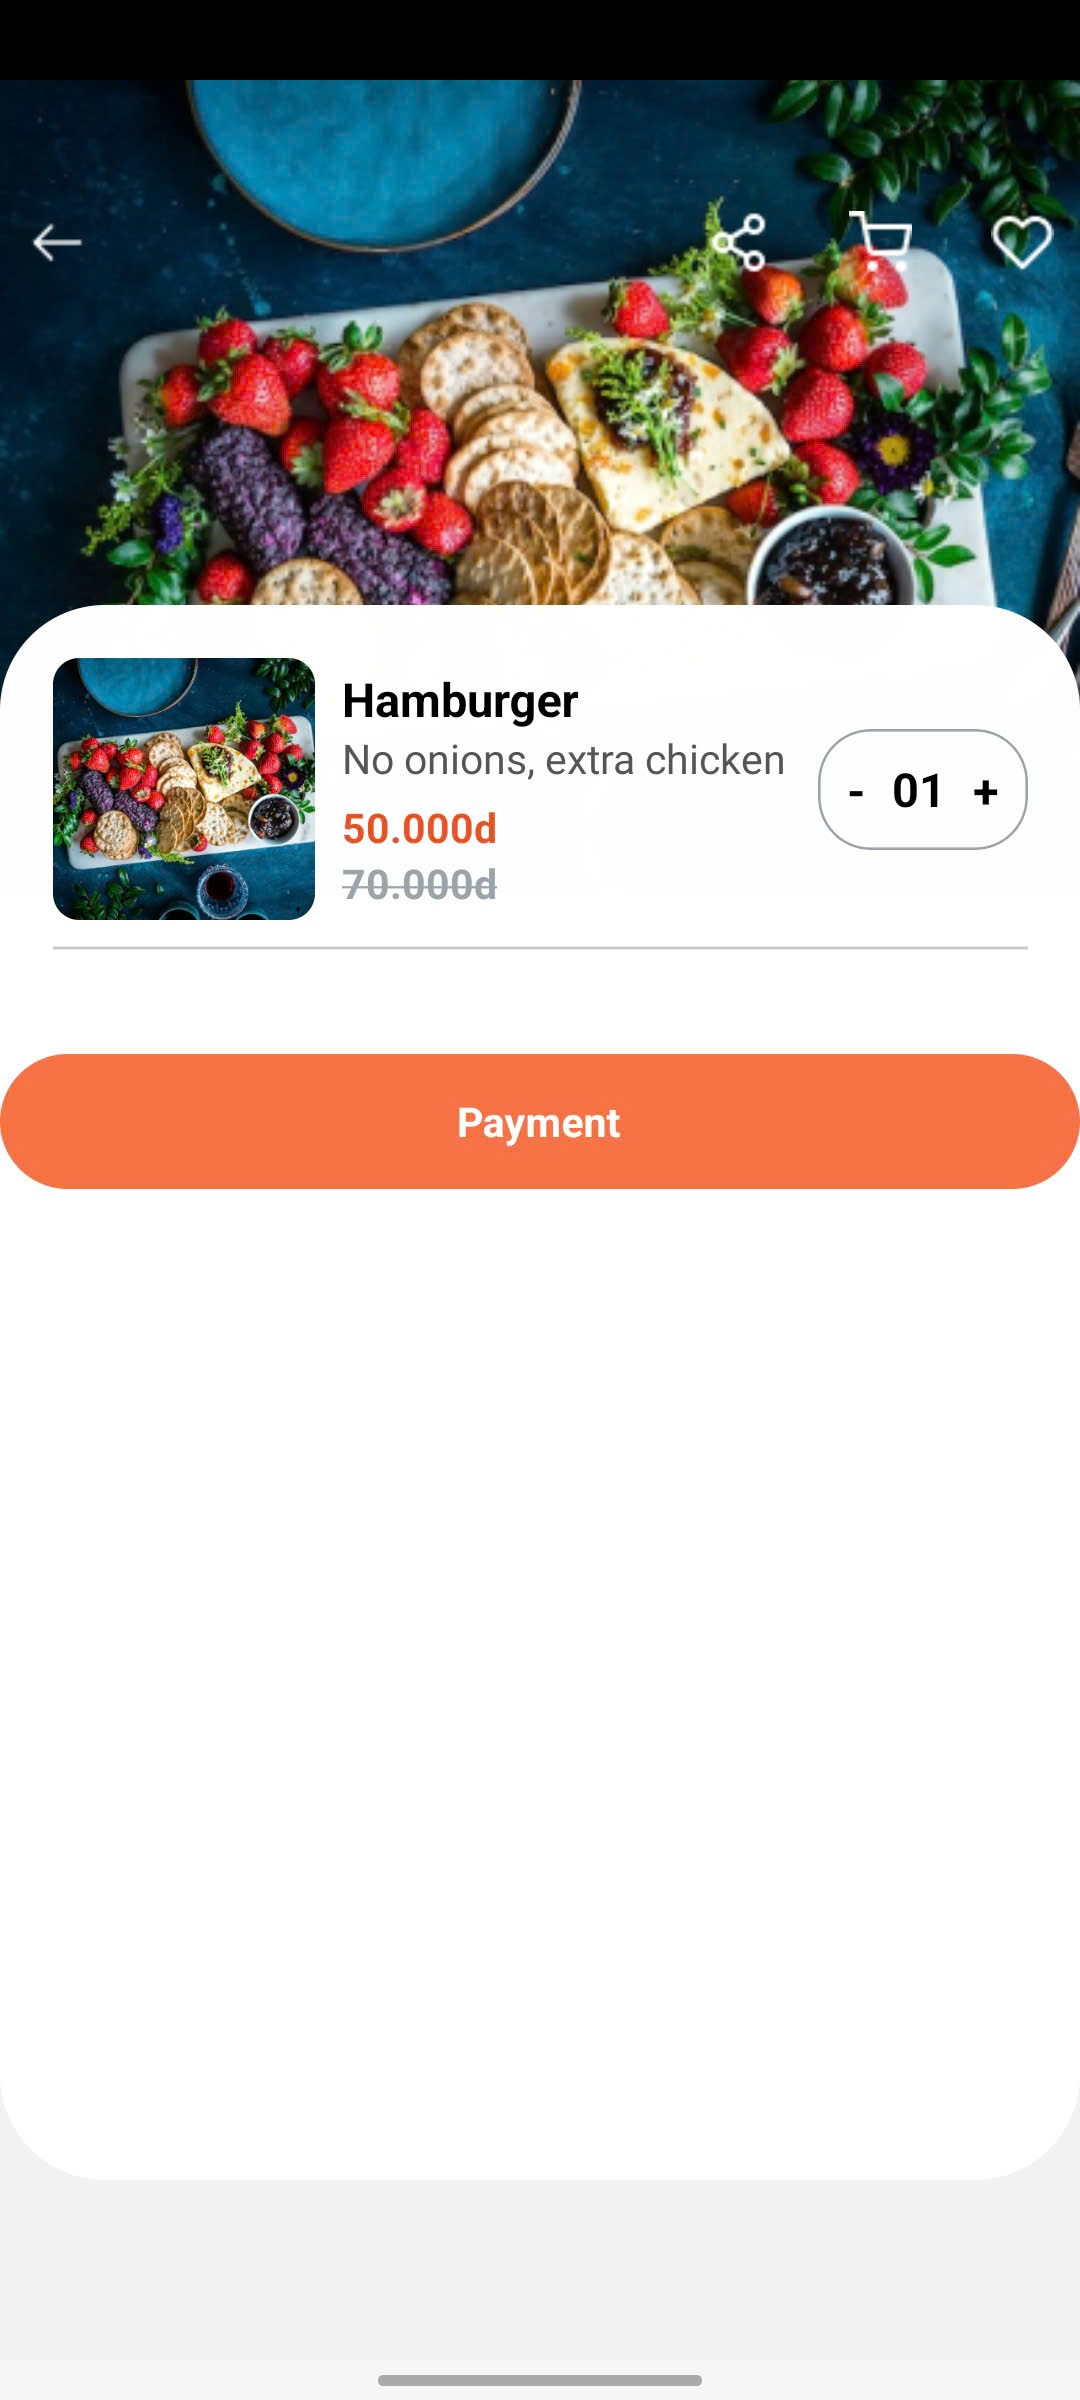 Hamburger
No onions, extra chicken
50.000d
70.000d
- 01 +
Payment